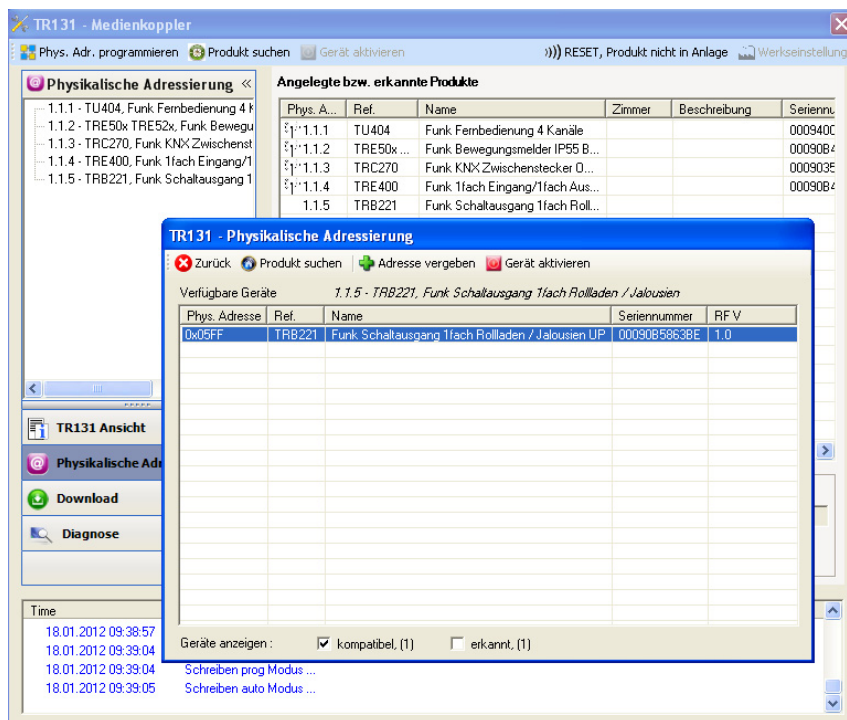 TR131 - Medienkoppler
Phys. Adr. programmieren Produkt suchen Gerät aktivieren RESET, Produkt nicht in Anlage Werkseinstellung
Physikalische Adressierung «
1.1.1 - TU404, Funk Fernbedienung 4 K
1.1.2 - TRE50x TRE52x, Funk Bewegu
1.1.3 - TRC270, Funk KNX Zwischenst
1.1.4 - TRE400, Funk 1fach Eingang/1
1.1.5 - TRB221, Funk Schaltausgang 1
Angelegte bzw. erkannte Produkte
Phys. A... Ref. Name Zimmer Beschreibung Seriennu
1.1.1 TU404 Funk Fernbedienung 4 Kanäle 0009400
1.1.2 TRE50x ... Funk Bewegungsmelder IP55 B... 00090B4
1.1.3 TRC270 Funk KNX Zwischenstecker O... 0009035
1.1.4 TRE400 Funk 1fach Eingang/1fach Aus... 00090B4
1.1.5 TRB221 Funk Schaltausgang 1fach Roll...
TR131 - Physikalische Adressierung
Zurück Produkt suchen Adresse vergeben Gerät aktivieren
Verfügbare Geräte 1.1.5 - TRB221, Funk Schaltausgang 1fach Rollladen / Jalousien
Phys. Adresse Ref. Name Seriennummer RF V
0x05FF TRB221 Funk Schaltausgang 1fach Rollladen / Jalousien UP 00090B5863BE 1.0
Geräte anzeigen : kompatibel, (1) erkannt, (1)
TR131 Ansicht
Physikalische Adr
Download
Diagnose
Time
18.01.2012 09:38:57
18.01.2012 09:39:04
18.01.2012 09:39:04 Schreiben prog Modus ...
18.01.2012 09:39:05 Schreiben auto Modus ...